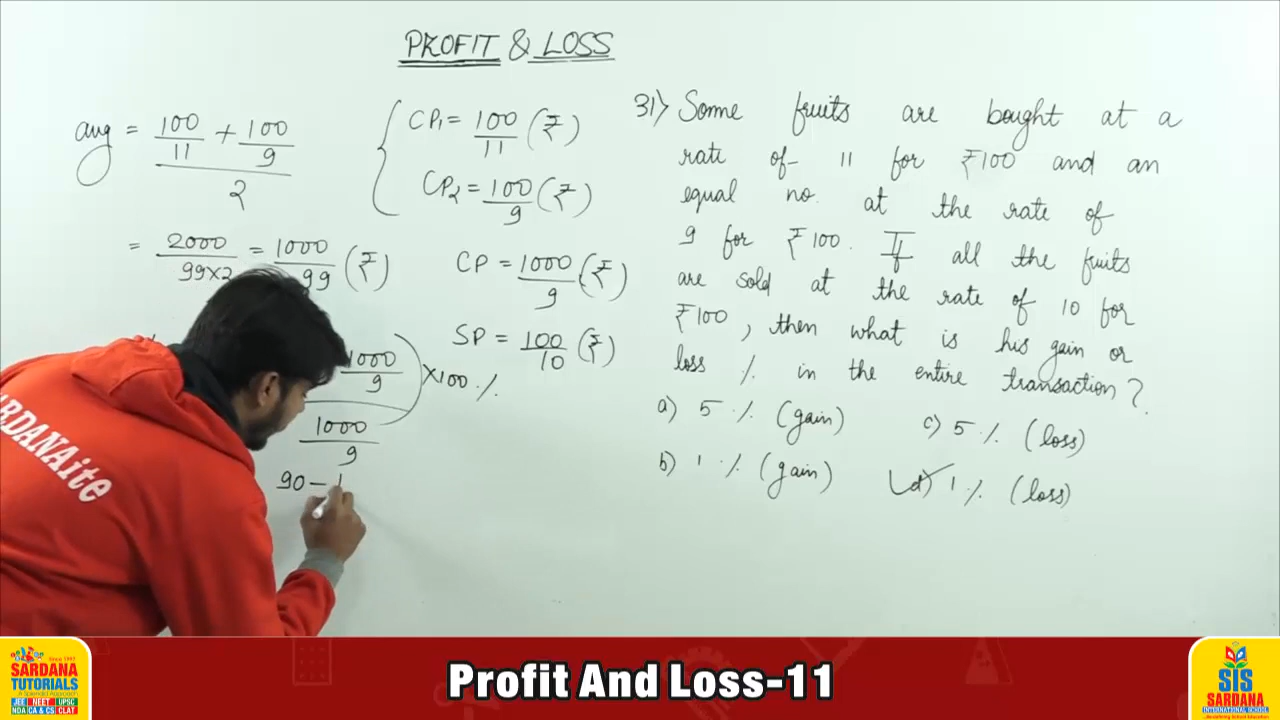 PROFIT & LOSS
avg = 100/11 + 100/9
2
= 2000/99×2 = 1000/99 (₹)
CP₁ = 100/11 (₹)
CP₂ = 100/9 (₹)
CP = 1000/9 (₹)
SP = 100/10 (₹)
1000/9 ×100 %
1000/9
90 –
31) Some fruits are bought at a
rate of 11 for ₹100 and an
equal no. at the rate of
9 for ₹100. If all the fruits
are sold at the rate of 10 for
₹100, then what is his gain or
loss % in the entire transaction?
a) 5 % (gain) c) 5 % (loss)
b) 1 % (gain) d) 1 % (loss)
ARDANAite
Since 1997
SARDANA
TUTORIALS
A Splendid Approach
JEE NEET UPSC
NDA CA & CS CLAT
Profit And Loss-11
SIS
SARDANA
INTERNATIONAL SCHOOL